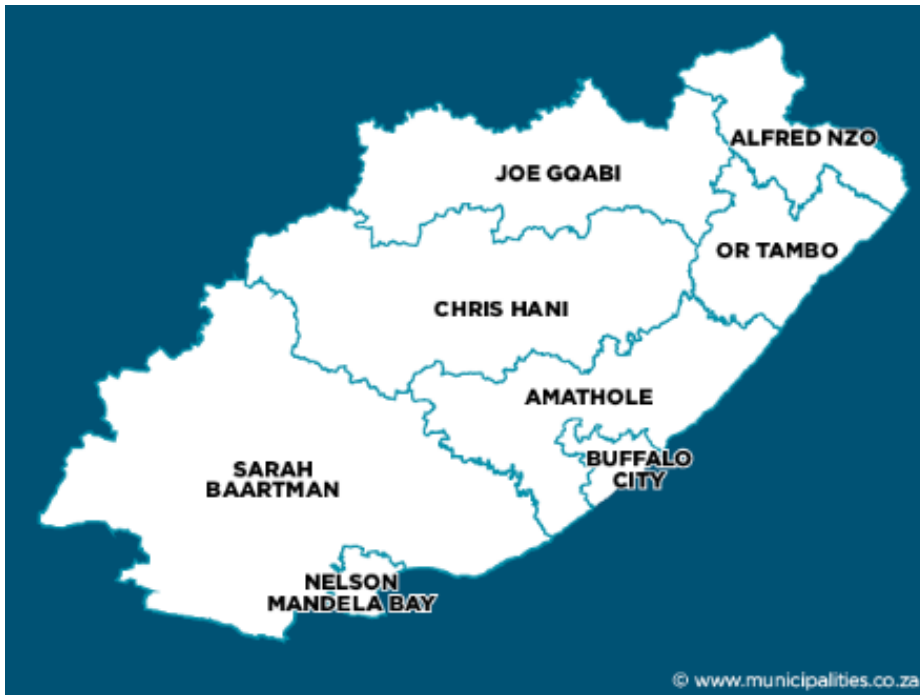 ALFRED NZO
JOE GQABI
OR TAMBO
CHRIS HANI
AMATHOLE
BUFFALO
CITY
SARAH
BAARTMAN
NELSON
MANDELA BAY
© www.municipalities.co.za